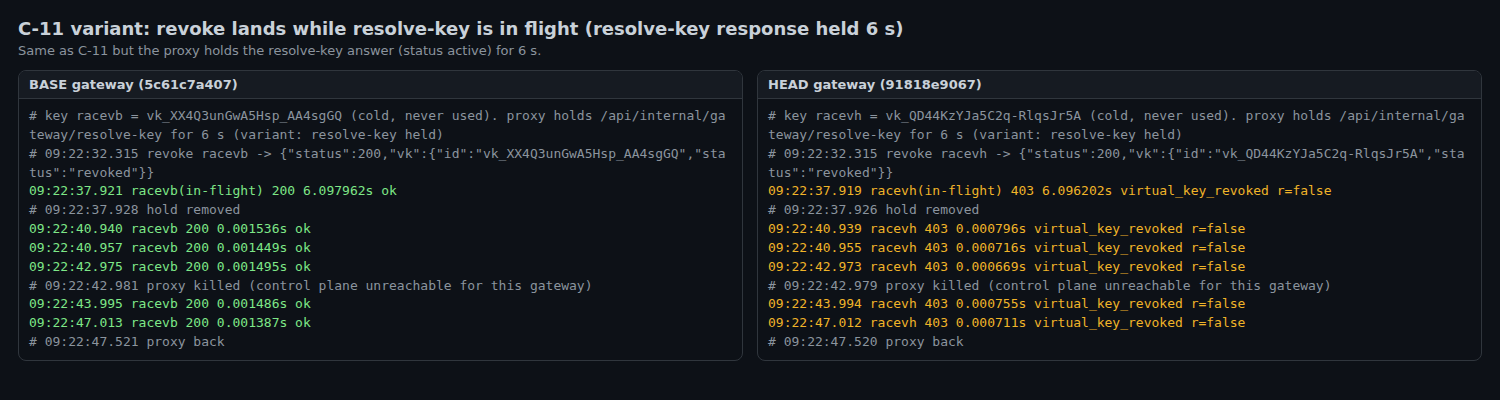 C-11 variant: revoke lands while resolve-key is in flight (resolve-key response held 6 s)
Same as C-11 but the proxy holds the resolve-key answer (status active) for 6 s.
BASE gateway (5c61c7a407)
# key racevb = vk_XX4Q3unGwA5Hsp_AA4sgGQ (cold, never used). proxy holds /api/internal/ga
teway/resolve-key for 6 s (variant: resolve-key held)
# 09:22:32.315 revoke racevb -> {"status":200,"vk":{"id":"vk_XX4Q3unGwA5Hsp_AA4sgGQ","sta
tus":"revoked"}}
09:22:37.921 racevb(in-flight) 200 6.097962s ok
# 09:22:37.928 hold removed
09:22:40.940 racevb 200 0.001536s ok
09:22:40.957 racevb 200 0.001449s ok
09:22:42.975 racevb 200 0.001495s ok
# 09:22:42.981 proxy killed (control plane unreachable for this gateway)
09:22:43.995 racevb 200 0.001486s ok
09:22:47.013 racevb 200 0.001387s ok
# 09:22:47.521 proxy back
HEAD gateway (91818e9067)
# key racevh = vk_QD44KzYJa5C2q-RlqsJr5A (cold, never used). proxy holds /api/internal/ga
teway/resolve-key for 6 s (variant: resolve-key held)
# 09:22:32.315 revoke racevh -> {"status":200,"vk":{"id":"vk_QD44KzYJa5C2q-RlqsJr5A","sta
tus":"revoked"}}
09:22:37.919 racevh(in-flight) 403 6.096202s virtual_key_revoked r=false
# 09:22:37.926 hold removed
09:22:40.939 racevh 403 0.000796s virtual_key_revoked r=false
09:22:40.955 racevh 403 0.000716s virtual_key_revoked r=false
09:22:42.973 racevh 403 0.000669s virtual_key_revoked r=false
# 09:22:42.979 proxy killed (control plane unreachable for this gateway)
09:22:43.994 racevh 403 0.000755s virtual_key_revoked r=false
09:22:47.012 racevh 403 0.000711s virtual_key_revoked r=false
# 09:22:47.520 proxy back